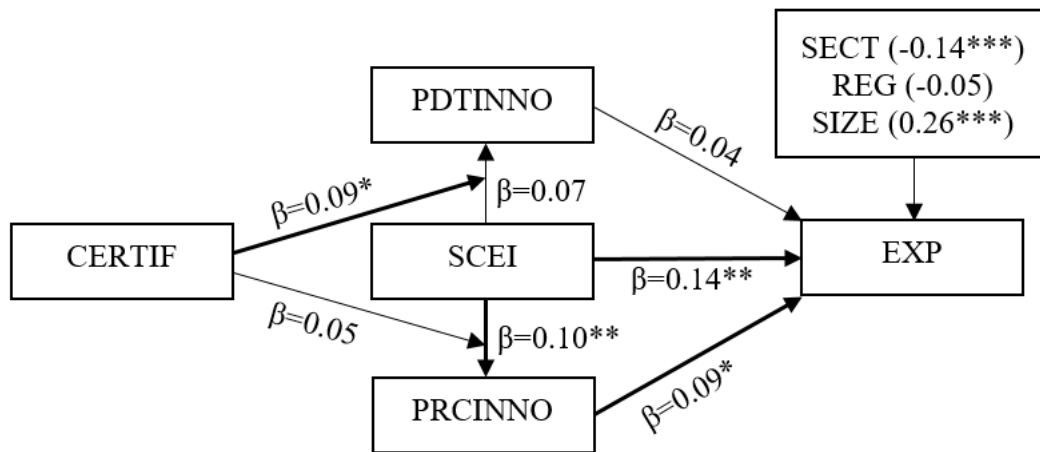 SECT (-0.14***)
REG (-0.05)
SIZE (0.26***)
PDTINNO
β=0.04
β=0.09*
β=0.07
CERTIF
SCEI
EXP
β=0.14**
β=0.05
β=0.10**
PRCINNO
β=0.09*